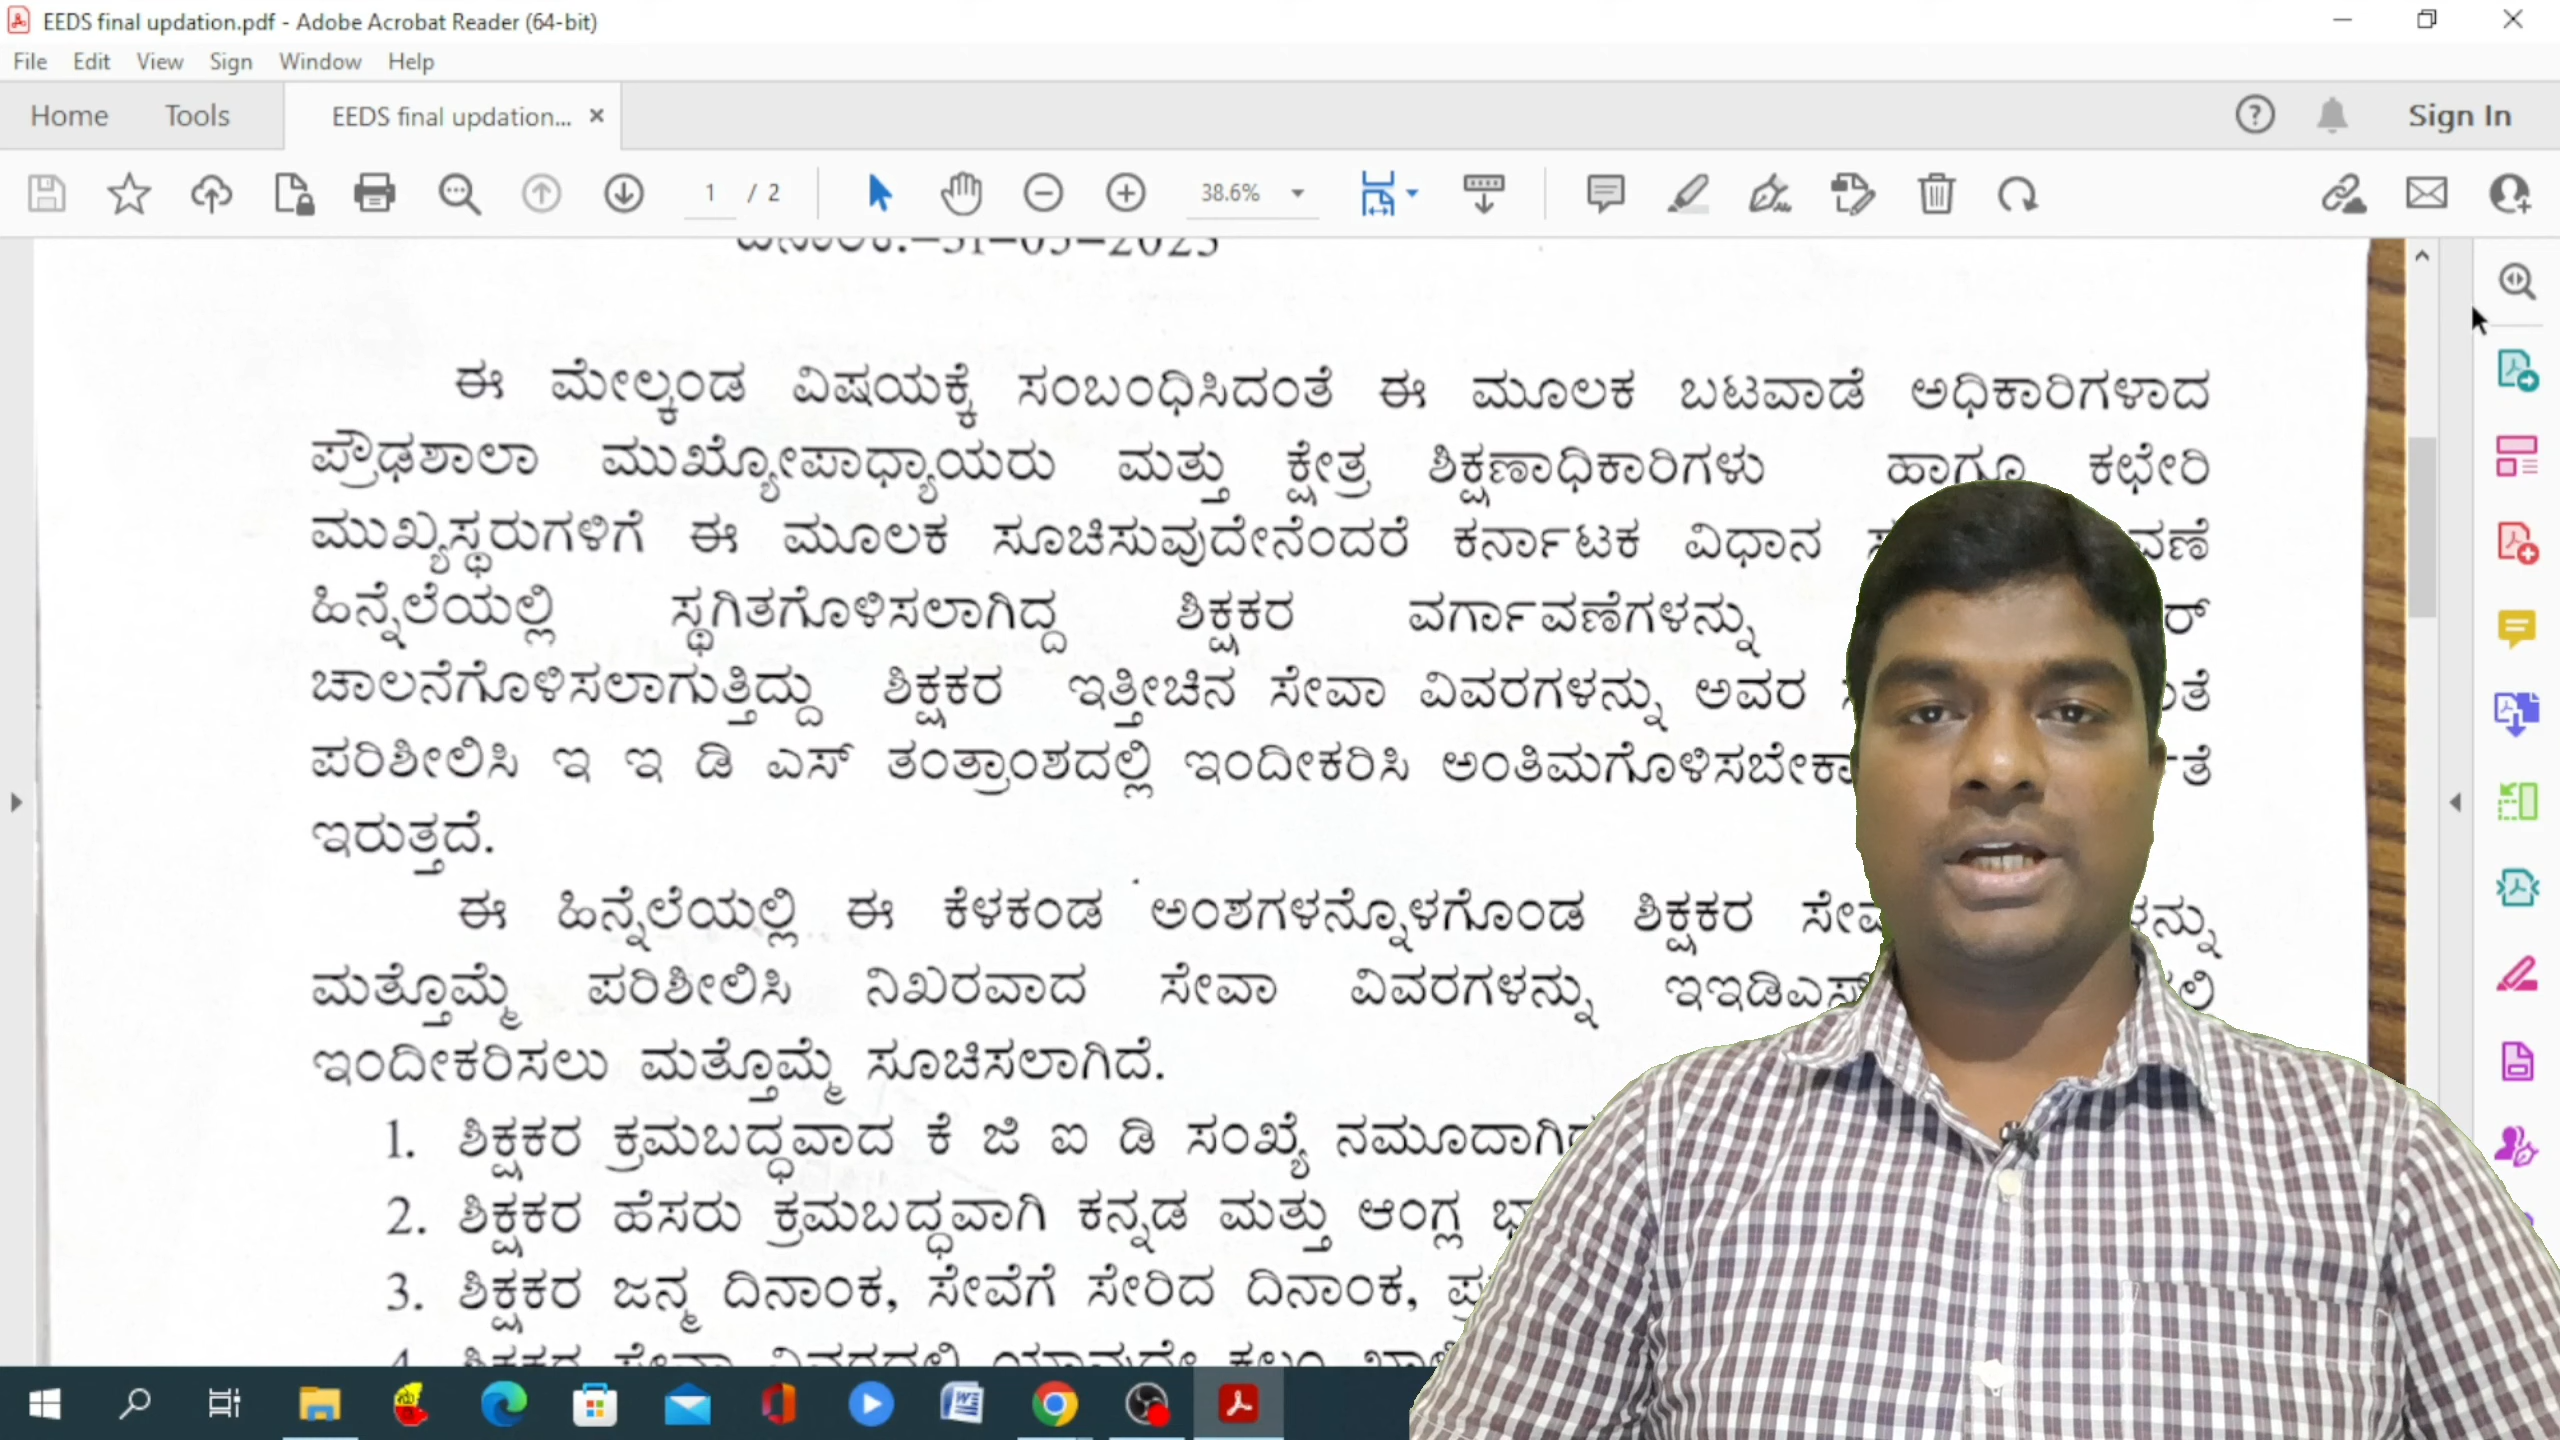 EEDS final updation.pdf - Adobe Acrobat Reader (64-bit)
File Edit View Sign Window Help
Home Tools EEDS final updation... Sign In
1 / 2 38.6%
ಈ ಮೇಲ್ಕಂಡ ವಿಷಯಕ್ಕೆ ಸಂಬಂಧಿಸಿದಂತೆ ಈ ಮೂಲಕ ಬಟವಾಡೆ ಅಧಿಕಾರಿಗಳಾದ
ಪ್ರೌಢಶಾಲಾ ಮುಖ್ಯೋಪಾಧ್ಯಾಯರು ಮತ್ತು ಕ್ಷೇತ್ರ ಶಿಕ್ಷಣಾಧಿಕಾರಿಗಳು ಹಾಗೂ ಕಛೇರಿ
ಮುಖ್ಯಸ್ಥರುಗಳಿಗೆ ಈ ಮೂಲಕ ಸೂಚಿಸುವುದೇನೆಂದರೆ ಕರ್ನಾಟಕ ವಿಧಾನ
ಹಿನ್ನೆಲೆಯಲ್ಲಿ ಸ್ಥಗಿತಗೊಳಿಸಲಾಗಿದ್ದ ಶಿಕ್ಷಕರ ವರ್ಗಾವಣೆಗಳನ್ನು
ಚಾಲನೆಗೊಳಿಸಲಾಗುತ್ತಿದ್ದು ಶಿಕ್ಷಕರ ಇತ್ತೀಚಿನ ಸೇವಾ ವಿವರಗಳನ್ನು ಅವರ
ಪರಿಶೀಲಿಸಿ ಇ ಇ ಡಿ ಎಸ್ ತಂತ್ರಾಂಶದಲ್ಲಿ ಇಂದೀಕರಿಸಿ
ಇರುತ್ತದೆ.
ಈ ಹಿನ್ನೆಲೆಯಲ್ಲಿ ಈ ಕೆಳಕಂಡ ಅಂಶಗಳನ್ನೊಳಗೊಂಡ ಶಿಕ್ಷಕರ
ಮತ್ತೊಮ್ಮೆ ಪರಿಶೀಲಿಸಿ ನಿಖರವಾದ ಸೇವಾ ವಿವರಗಳನ್ನು ಇಇಡಿಎಸ್
ಇಂದೀಕರಿಸಲು ಮತ್ತೊಮ್ಮೆ ಸೂಚಿಸಲಾಗಿದೆ.
1. ಶಿಕ್ಷಕರ ಕ್ರಮಬದ್ಧವಾದ ಕೆ ಜಿ ಐ ಡಿ ಸಂಖ್ಯೆ
2. ಶಿಕ್ಷಕರ ಹೆಸರು ಕ್ರಮಬದ್ಧವಾಗಿ ಕನ್ನಡ ಮತ್ತು ಆಂಗ್ಲ
3. ಶಿಕ್ಷಕರ ಜನ್ಮ ದಿನಾಂಕ, ಸೇವೆಗೆ ಸೇರಿದ ದಿನಾಂಕ,